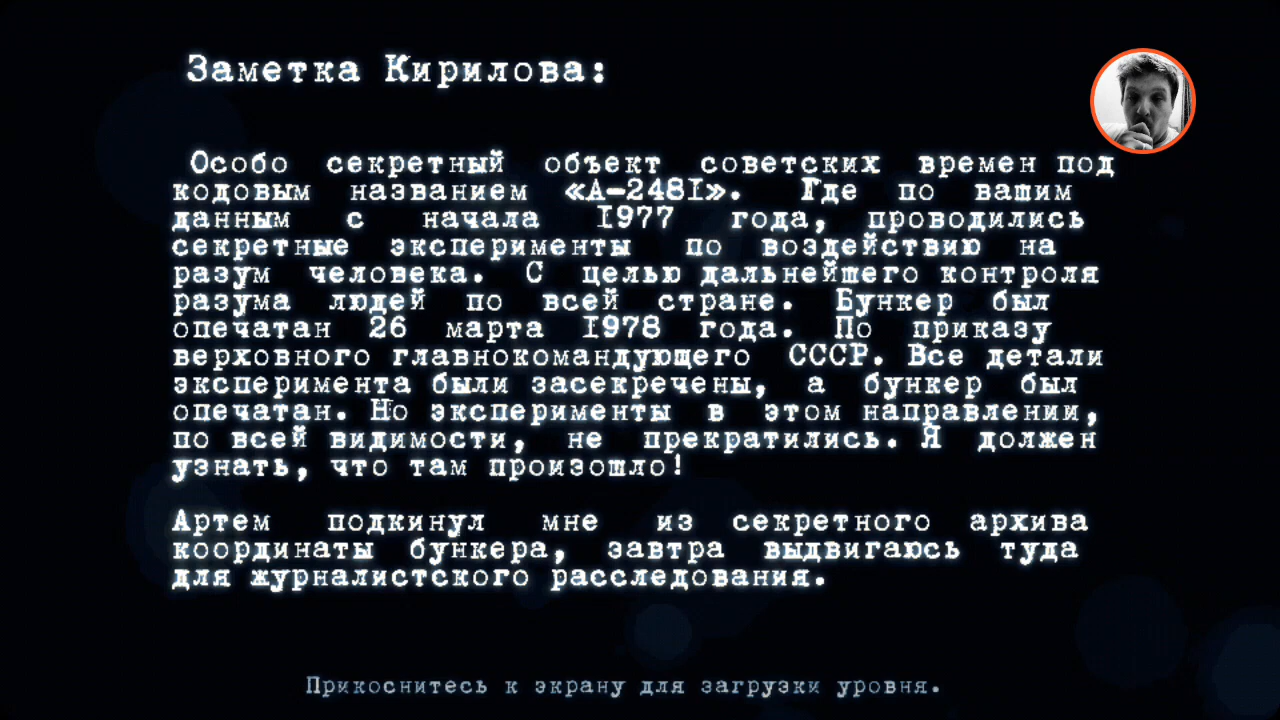 Заметка Кирилова:
Особо секретный объект советских времен под
кодовым названием «А-2481». Где по вашим
данным с начала 1977 года, проводились
секретные эксперименты по воздействию на
разум человека. С целью дальнейшего контроля
разума людей по всей стране. Бункер был
опечатан 26 марта 1978 года. По приказу
верховного главнокомандующего СССР. Все детали
эксперимента были засекречены, а бункер был
опечатан. Но эксперименты в этом направлении,
по всей видимости, не прекратились. Я должен
узнать, что там произошло!
Артем подкинул мне из секретного архива
координаты бункера, завтра выдвигаюсь туда
для журналистского расследования.
Прикоснитесь к экрану для загрузки уровня.